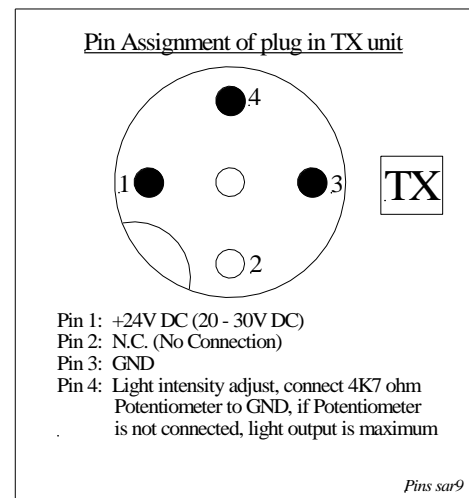 Pin Assignment of plug in TX unit
4
1
3
TX
2
Pin 1: +24V DC (20 - 30V DC)
Pin 2: N.C. (No Connection)
Pin 3: GND
Pin 4: Light intensity adjust, connect 4K7 ohm
Potentiometer to GND, if Potentiometer
. is not connected, light output is maximum
Pins sar9